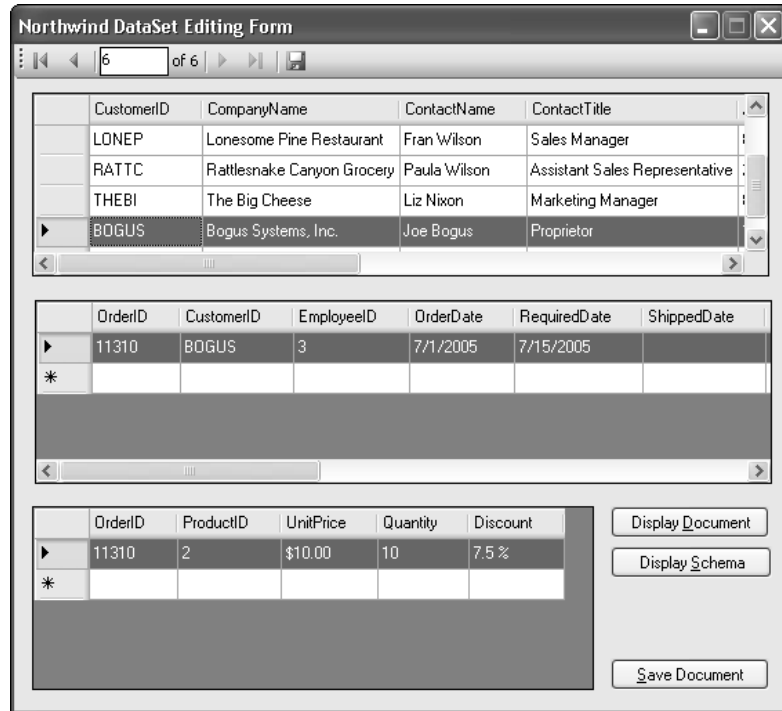 Northwind DataSet Editing Form
6 of 6
CustomerID CompanyName ContactName ContactTitle
LONEP Lonesome Pine Restaurant Fran Wilson Sales Manager
RATTC Rattlesnake Canyon Grocery Paula Wilson Assistant Sales Representative
THEBI The Big Cheese Liz Nixon Marketing Manager
BOGUS Bogus Systems, Inc. Joe Bogus Proprietor
OrderID CustomerID EmployeeID OrderDate RequiredDate ShippedDate
11310 BOGUS 3 7/1/2005 7/15/2005
OrderID ProductID UnitPrice Quantity Discount
11310 2 $10.00 10 7.5 %
Display Document
Display Schema
Save Document